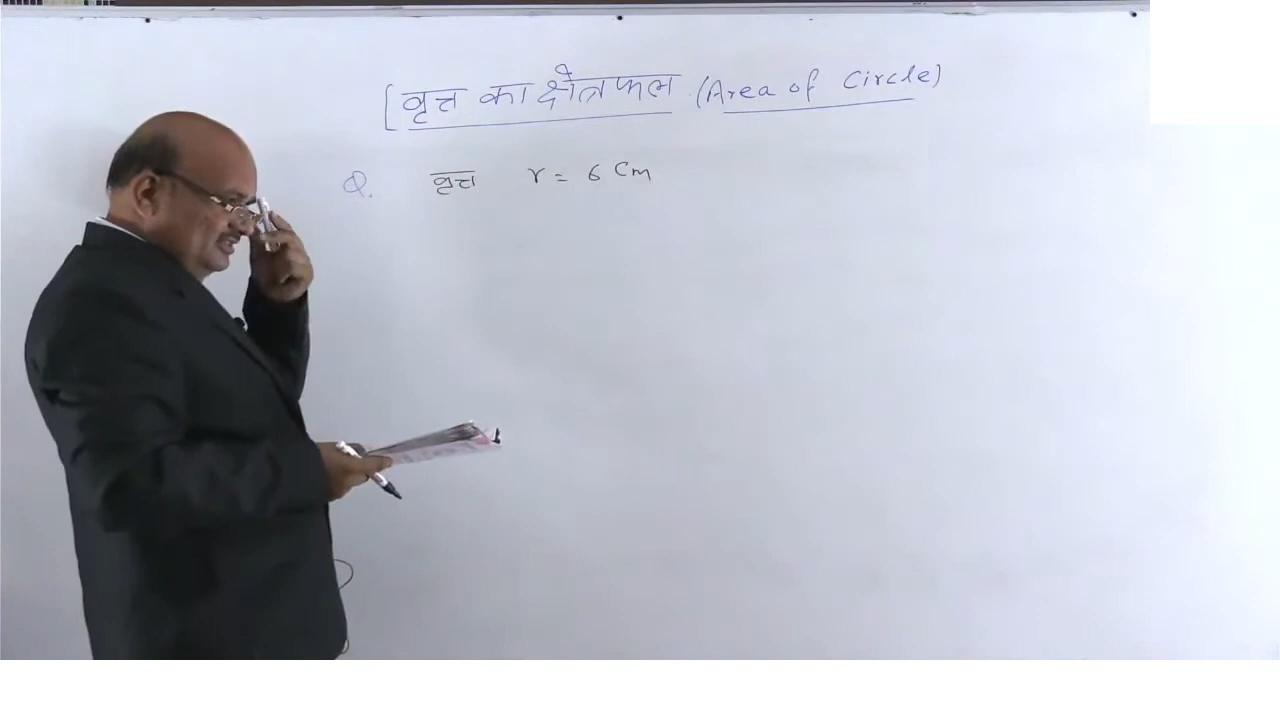 [वृत्त का क्षेत्रफल (Area of Circle)
Q. वृत्त r = 6 Cm